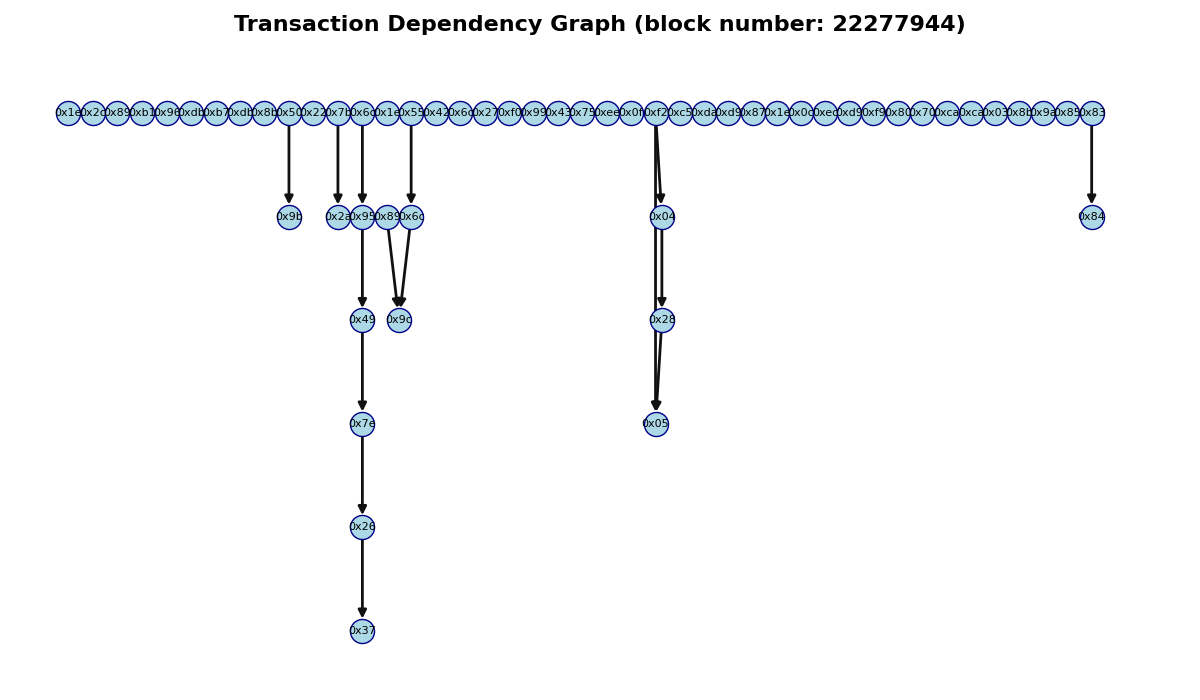 Transaction Dependency Graph (block number: 22277944)
0x1e 0x2c 0x89 0xb1 0x96 0xdb 0xb7 0xdb 0x8b 0x50 0x22 0x7b 0x6c 0x1e 0x55 0x42 0x6c 0x27 0xf0 0x99 0x43 0x75 0xee 0x0f 0xf2 0xc5 0xda 0xd9 0x87 0x1e 0x0c 0xec 0xd9 0xf9 0x80 0x70 0xca 0xca 0x03 0x8b 0x9a 0x85 0x83
0x9b 0x2a 0x95 0x89 0x6c 0x04 0x84
0x49 0x9c 0x28
0x7e 0x05
0x26
0x37